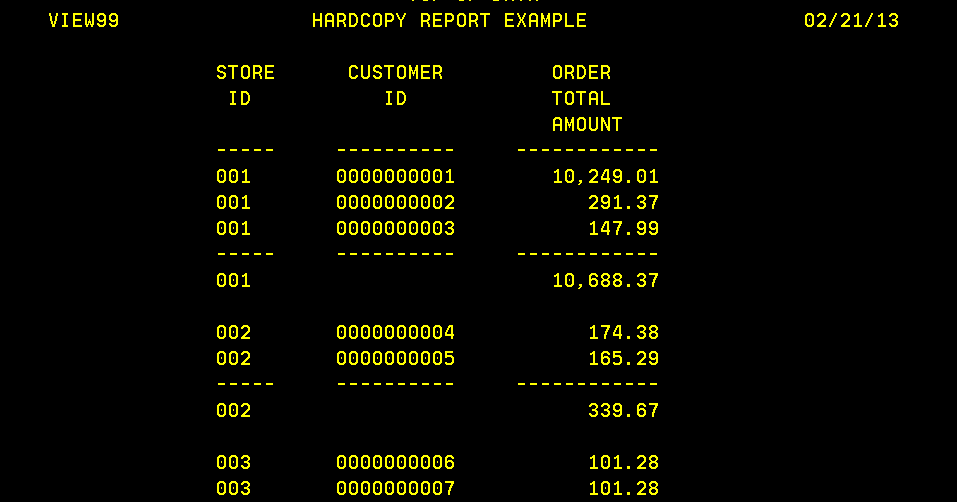 VIEW99 HARDCOPY REPORT EXAMPLE 02/21/13
STORE CUSTOMER ORDER
ID ID TOTAL
AMOUNT
----- ---------- ------------
001 0000000001 10,249.01
001 0000000002 291.37
001 0000000003 147.99
----- ---------- ------------
001 10,688.37
002 0000000004 174.38
002 0000000005 165.29
----- ---------- ------------
002 339.67
003 0000000006 101.28
003 0000000007 101.28